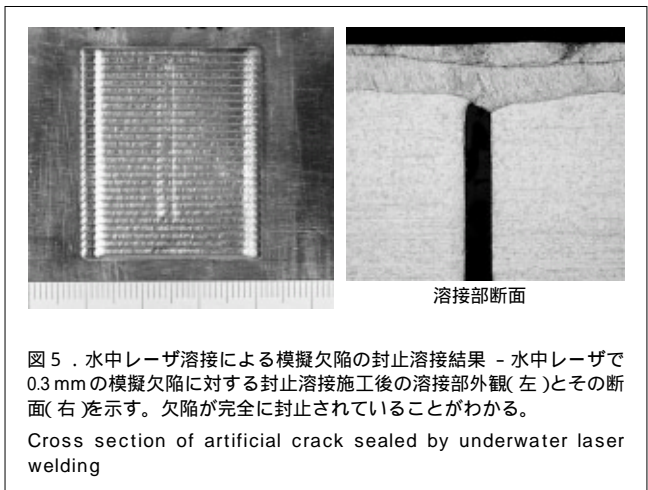 溶接部断面
図5．水中レーザ溶接による模擬欠陥の封止溶接結果 − 水中レーザで
0.3 mmの模擬欠陥に対する封止溶接施工後の溶接部外観(左)とその断
面(右)を示す。欠陥が完全に封止されていることがわかる。
Cross section of artificial crack sealed by underwater laser
welding